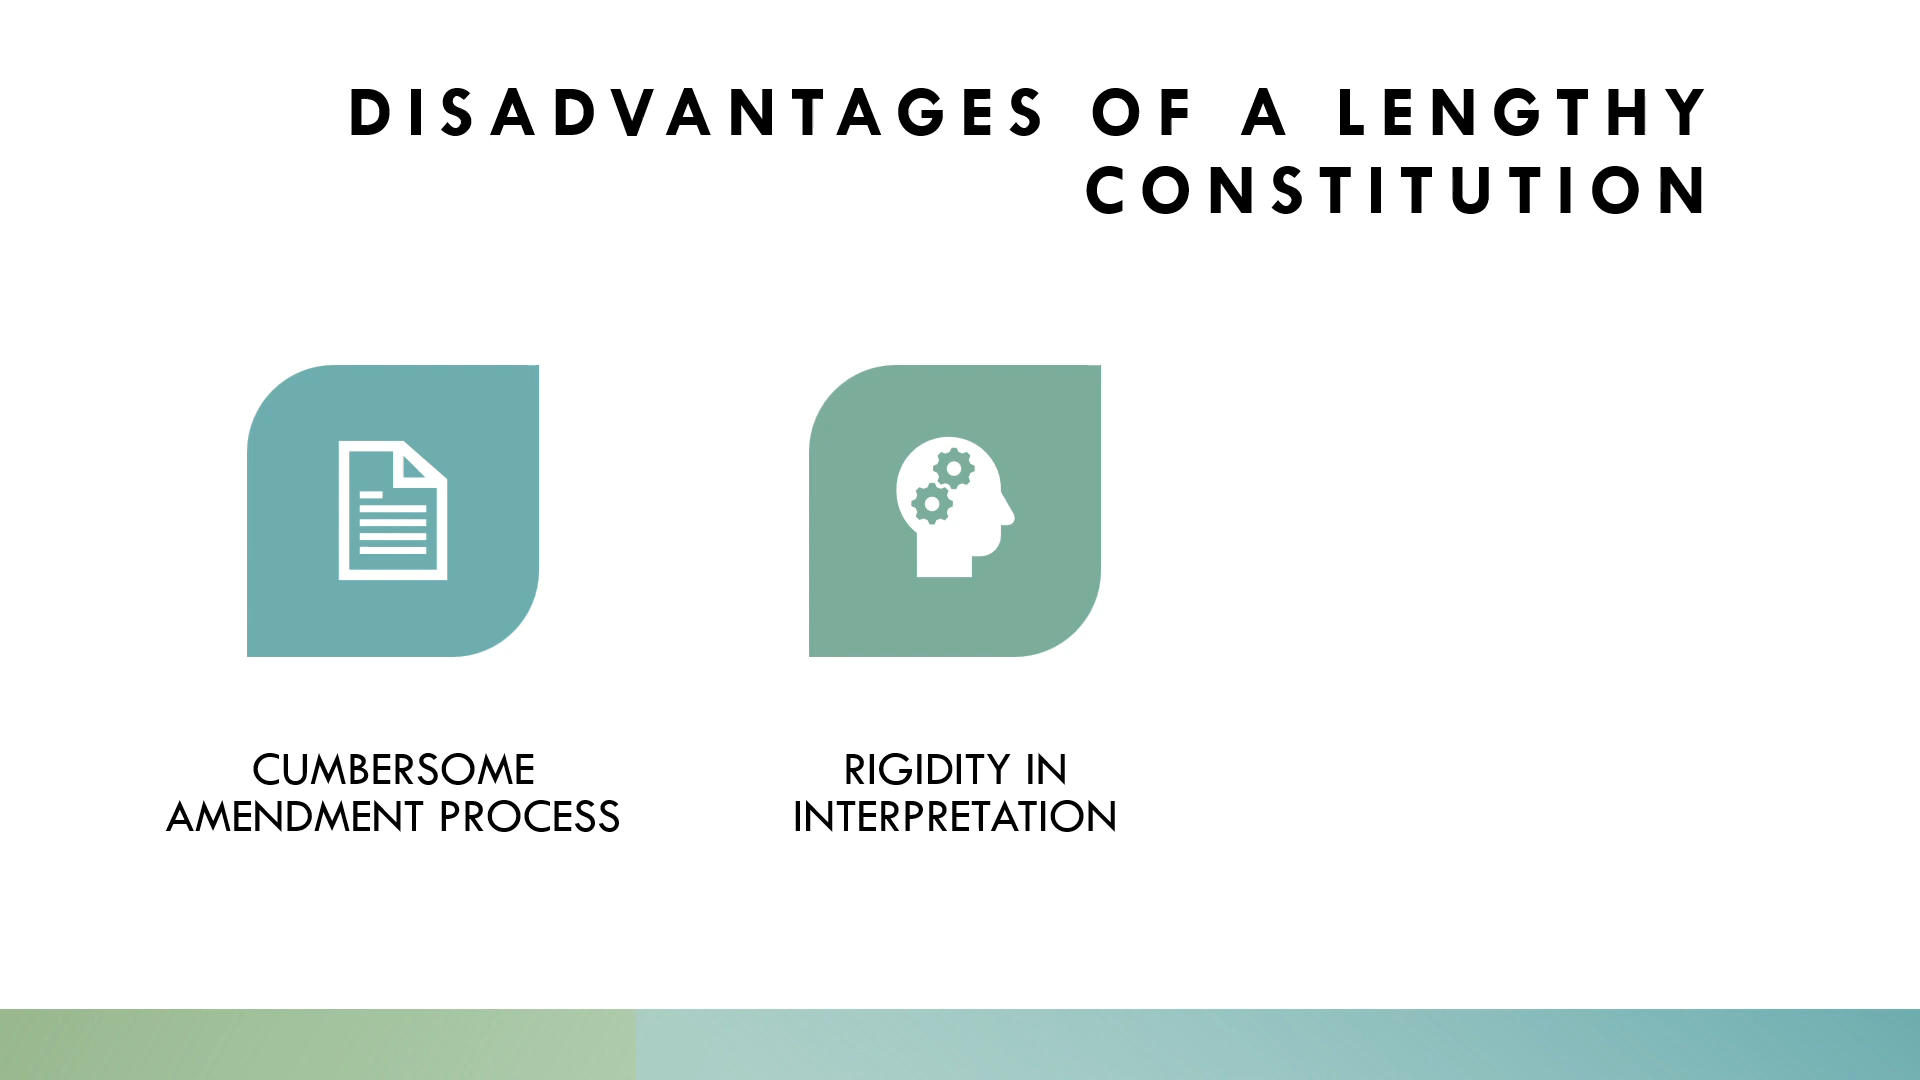 DISADVANTAGES OF A LENGTHY
CONSTITUTION
CUMBERSOME
AMENDMENT PROCESS
RIGIDITY IN
INTERPRETATION